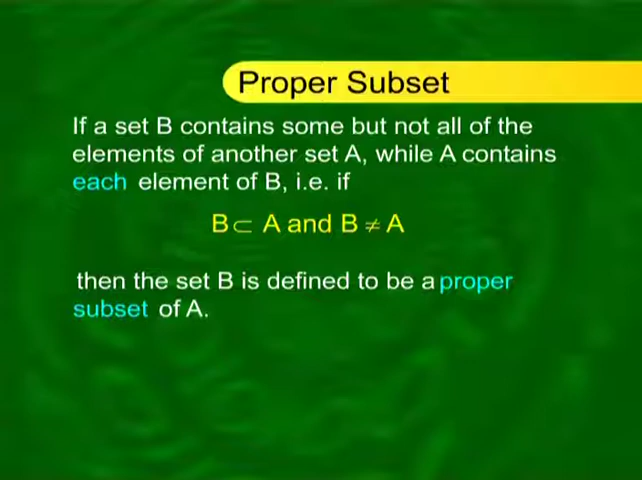 Proper Subset
If a set B contains some but not all of the
elements of another set A, while A contains
each element of B, i.e. if
B ⊂ A and B ≠ A
then the set B is defined to be a proper
subset of A.